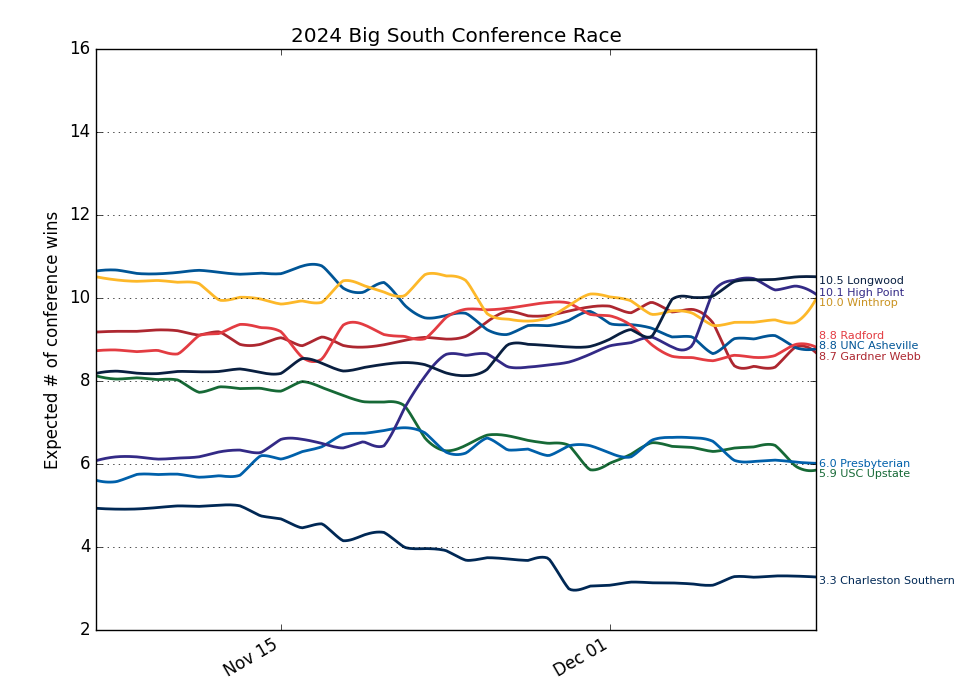 2024 Big South Conference Race
Expected # of conference wins
16
14
12
10
8
6
4
2
Nov 15
Dec 01
10.5 Longwood
10.1 High Point
10.0 Winthrop
8.8 Radford
8.8 UNC Asheville
8.7 Gardner Webb
6.0 Presbyterian
5.9 USC Upstate
3.3 Charleston Southern